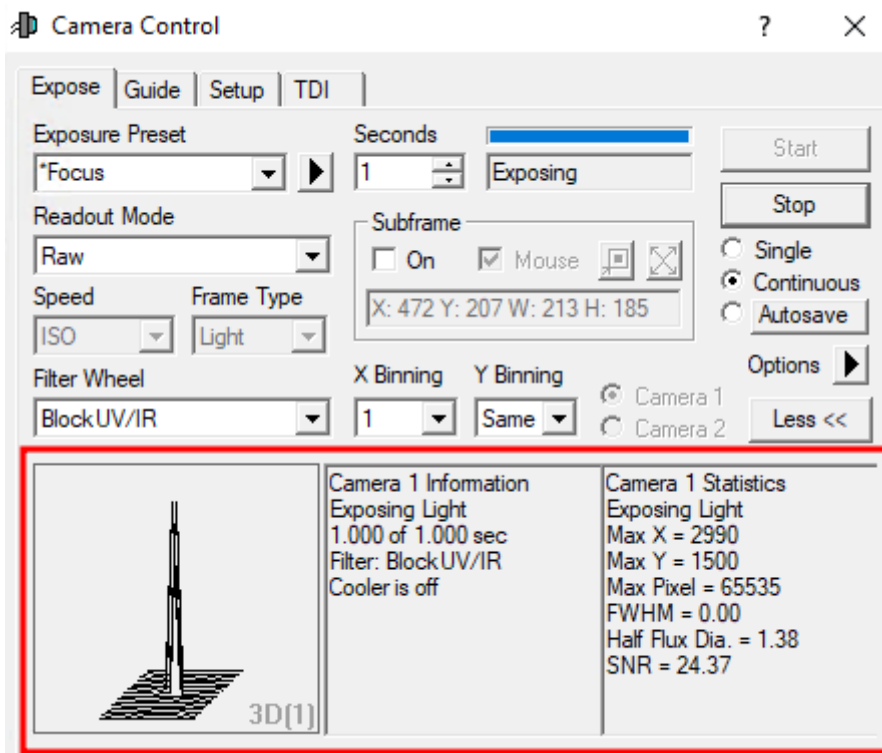 Camera Control
?
Expose Guide Setup TDI
Exposure Preset
*Focus
Seconds
1
Exposing
Start
Stop
Readout Mode
Raw
Subframe
On Mouse
X: 472 Y: 207 W: 213 H: 185
Single
Continuous
Autosave
Speed Frame Type
ISO Light
Options
Filter Wheel
BlockUV/IR
X Binning Y Binning
1 Same
Camera 1
Camera 2
Less <<
3D(1)
Camera 1 Information
Exposing Light
1.000 of 1.000 sec
Filter: BlockUV/IR
Cooler is off
Camera 1 Statistics
Exposing Light
Max X = 2990
Max Y = 1500
Max Pixel = 65535
FWHM = 0.00
Half Flux Dia. = 1.38
SNR = 24.37